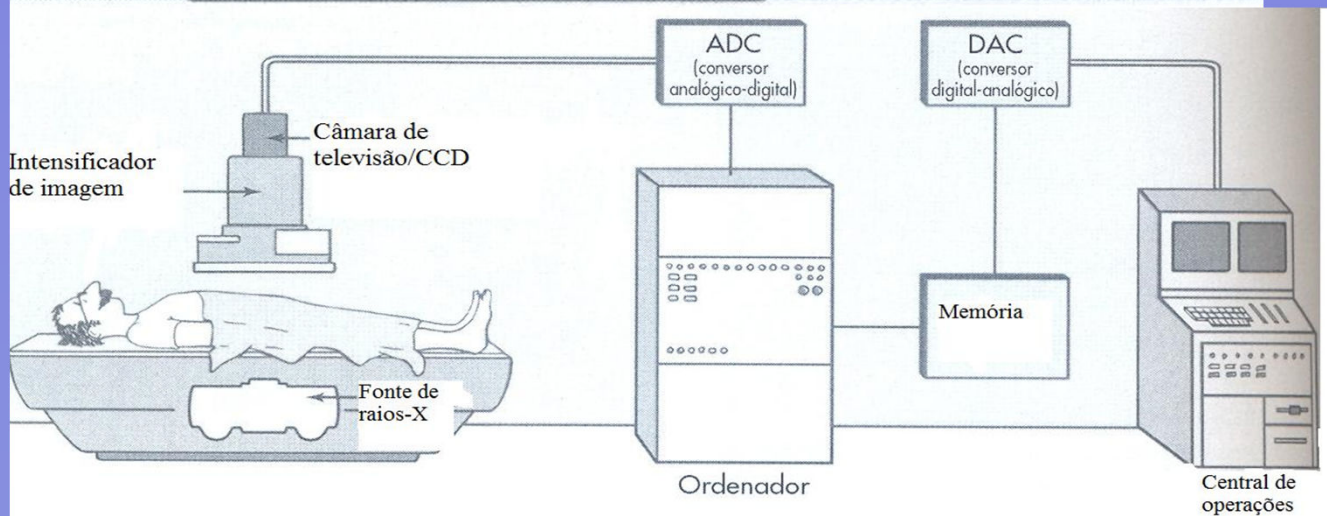 ADC
(conversor
analógico-digital)
DAC
(conversor
digital-analógico)
Câmara de
televisão/CCD
Intensificador
de imagem
Memória
Fonte de
raios-X
Ordenador
Central de
operações